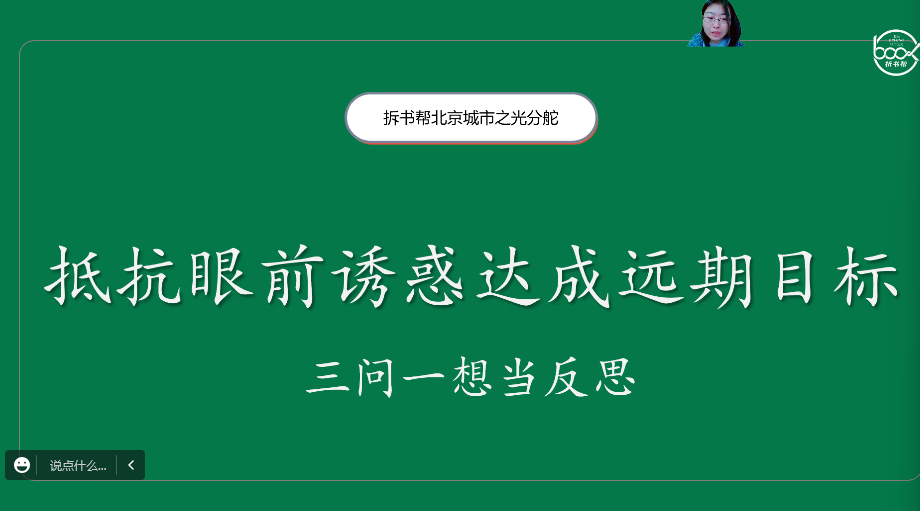 book
拆书帮
拆书帮北京城市之光分舵
抵抗眼前诱惑达成远期目标
三问一想当反思
说点什么...